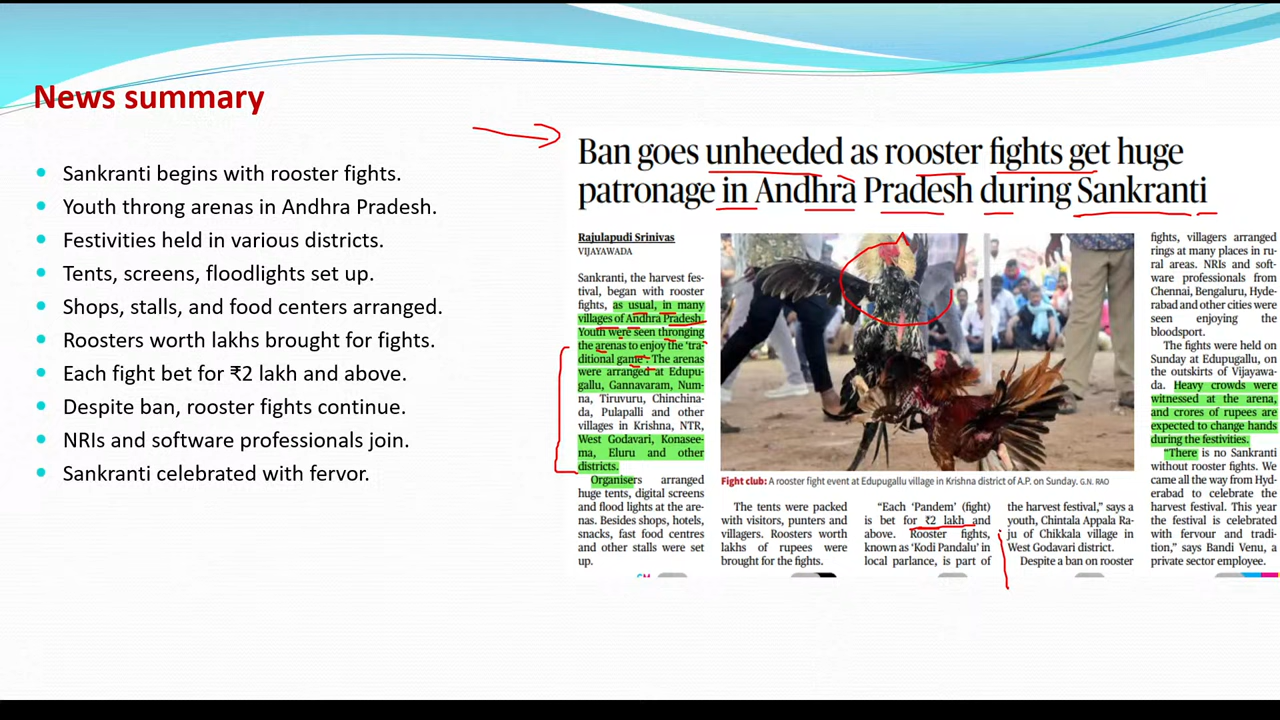 News summary
Sankranti begins with rooster fights.
Youth throng arenas in Andhra Pradesh.
Festivities held in various districts.
Tents, screens, floodlights set up.
Shops, stalls, and food centers arranged.
Roosters worth lakhs brought for fights.
Each fight bet for ₹2 lakh and above.
Despite ban, rooster fights continue.
NRIs and software professionals join.
Sankranti celebrated with fervor.
Ban goes unheeded as rooster fights get huge
patronage in Andhra Pradesh during Sankranti
Rajulapudi Srinivas
VIJAYAWADA
Sankranti, the harvest fes-
tival, began with rooster
fights, as usual, in many
villages of Andhra Pradesh.
Youth were seen thronging
the arenas to enjoy the 'tra-
ditional game'. The arenas
were arranged at Edupu-
gallu, Gannavaram, Nun-
na, Tiruvuru, Chinchina-
da, Pulapalli and other
villages in Krishna, NTR,
West Godavari, Konasee-
ma, Eluru and other
districts.
Organisers arranged
huge tents, digital screens
and flood lights at the are-
nas. Besides shops, hotels,
snacks, fast food centres
and other stalls were set
up.
Fight club: A rooster fight event at Edupugallu village in Krishna district of A.P. on Sunday. G.N. RAO
The tents were packed
with visitors, punters and
villagers. Roosters worth
lakhs of rupees were
brought for the fights.
"Each 'Pandem' (fight)
is bet for ₹2 lakh and
above. Rooster fights,
known as 'Kodi Pandalu' in
local parlance, is part of
the harvest festival," says a
youth, Chintala Appala Ra-
ju of Chikkala village in
West Godavari district.
Despite a ban on rooster
fights, villagers arranged
rings at many places in ru-
ral areas. NRIs and soft-
ware professionals from
Chennai, Bengaluru, Hyde-
rabad and other cities were
seen enjoying the
bloodsport.
The fights were held on
Sunday at Edupugallu, on
the outskirts of Vijayawa-
da. Heavy crowds were
witnessed at the arena,
and crores of rupees are
expected to change hands
during the festivities.
"There is no Sankranti
without rooster fights. We
came all the way from Hyd-
erabad to celebrate the
harvest festival. This year
the festival is celebrated
with fervour and tradi-
tion," says Bandi Venu, a
private sector employee.